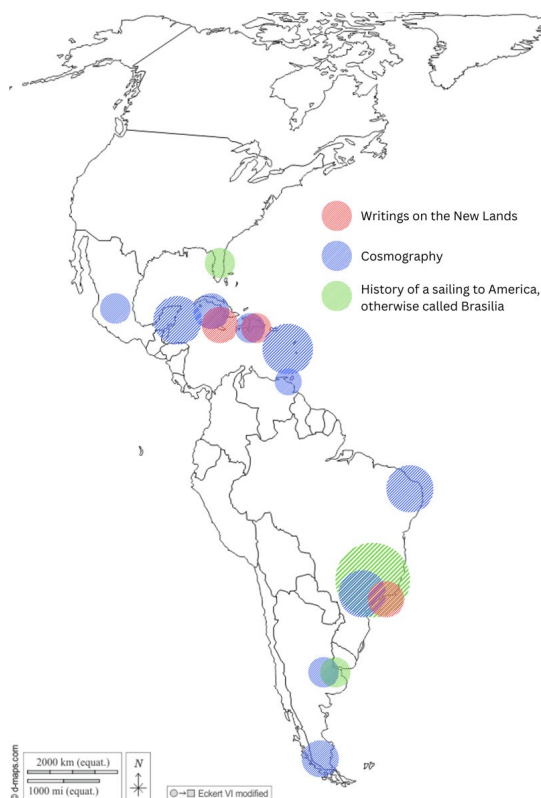 Writings on the New Lands
Cosmography
History of a sailing to America,
otherwise called Brasilia
© d-maps.com
2000 km (equat.)
1000 mi (equat.)
N
Eckert VI modified